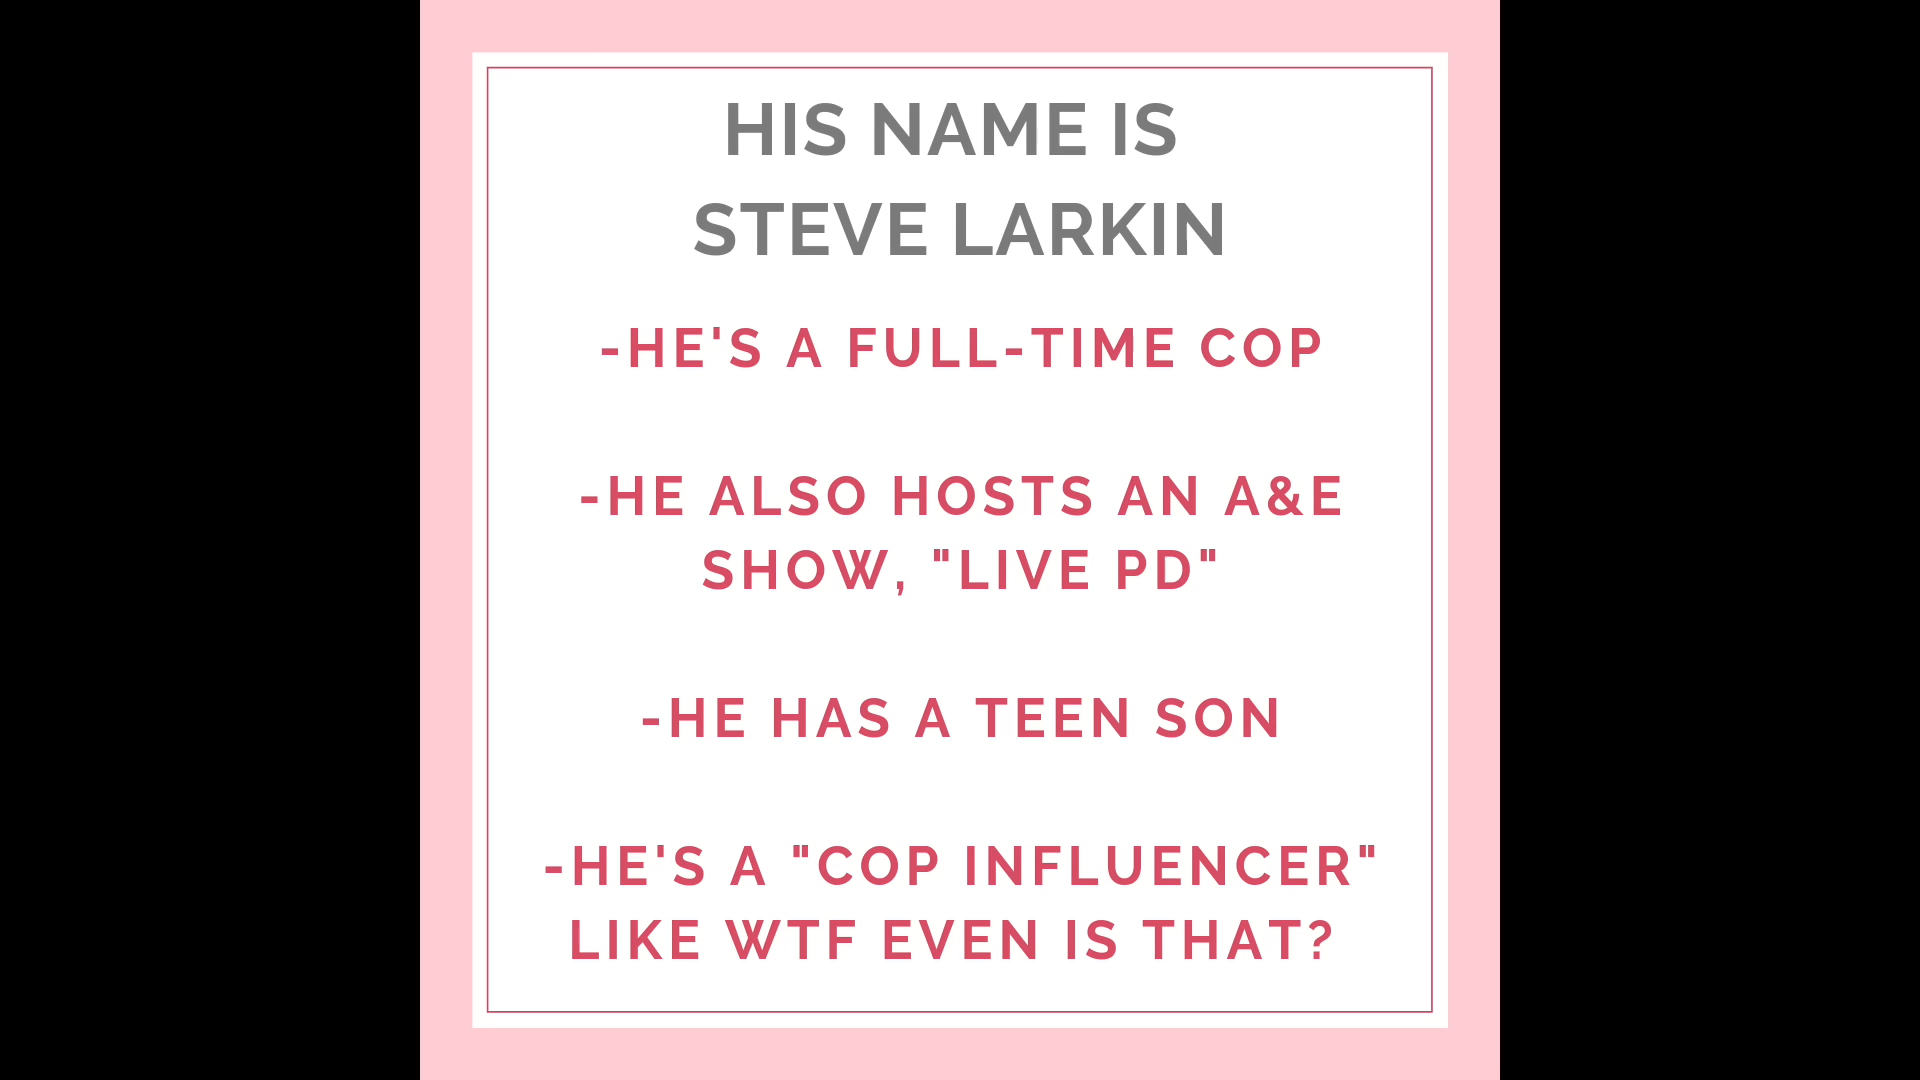 HIS NAME IS
STEVE LARKIN
-HE'S A FULL-TIME COP
-HE ALSO HOSTS AN A&E
SHOW, "LIVE PD"
-HE HAS A TEEN SON
-HE'S A "COP INFLUENCER"
LIKE WTF EVEN IS THAT?